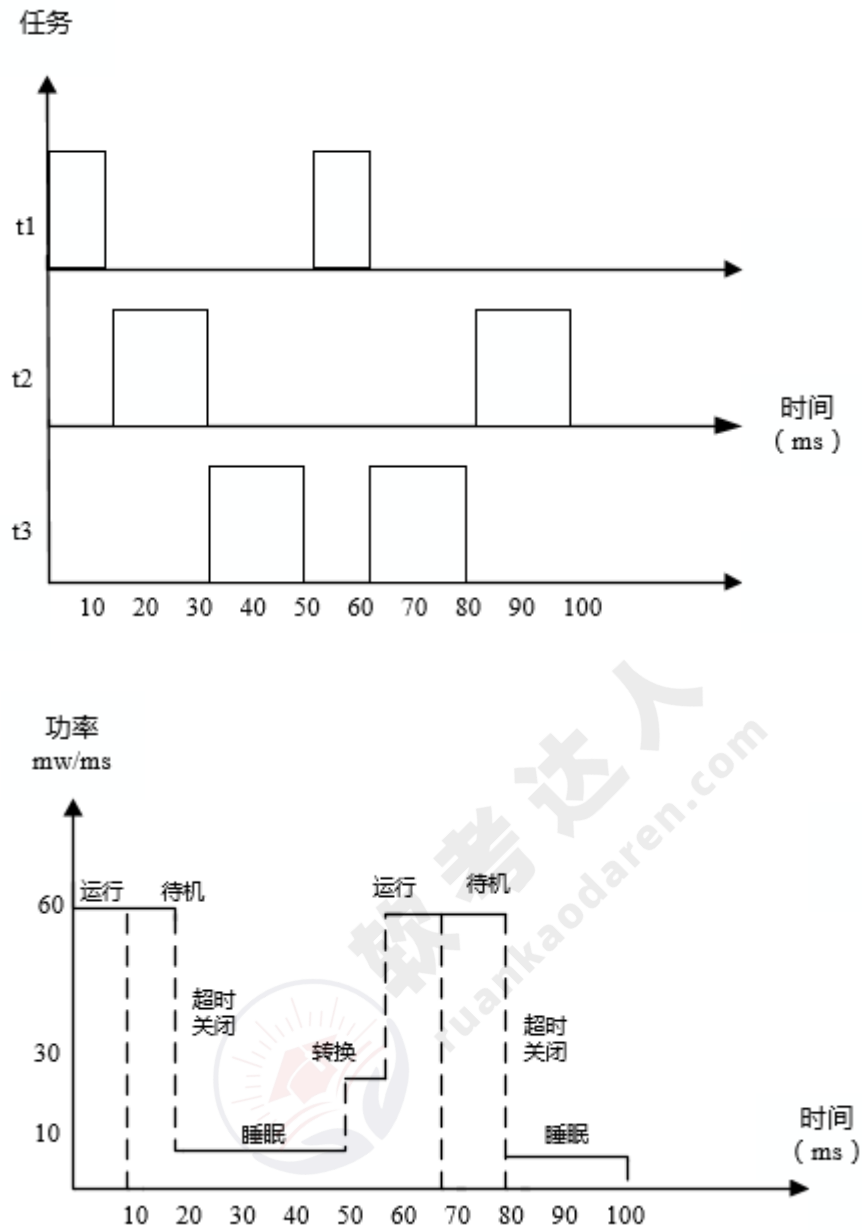 任务
t1
t2
时间
（ms）
t3
10 20 30 40 50 60 70 80 90 100
功率
mw/ms
60 运行 待机 运行 待机
超时
关闭
超时
关闭
30 转换
10 睡眠 睡眠
时间
（ms）
10 20 30 40 50 60 70 80 90 100
软考达人
ruankaodaren.com